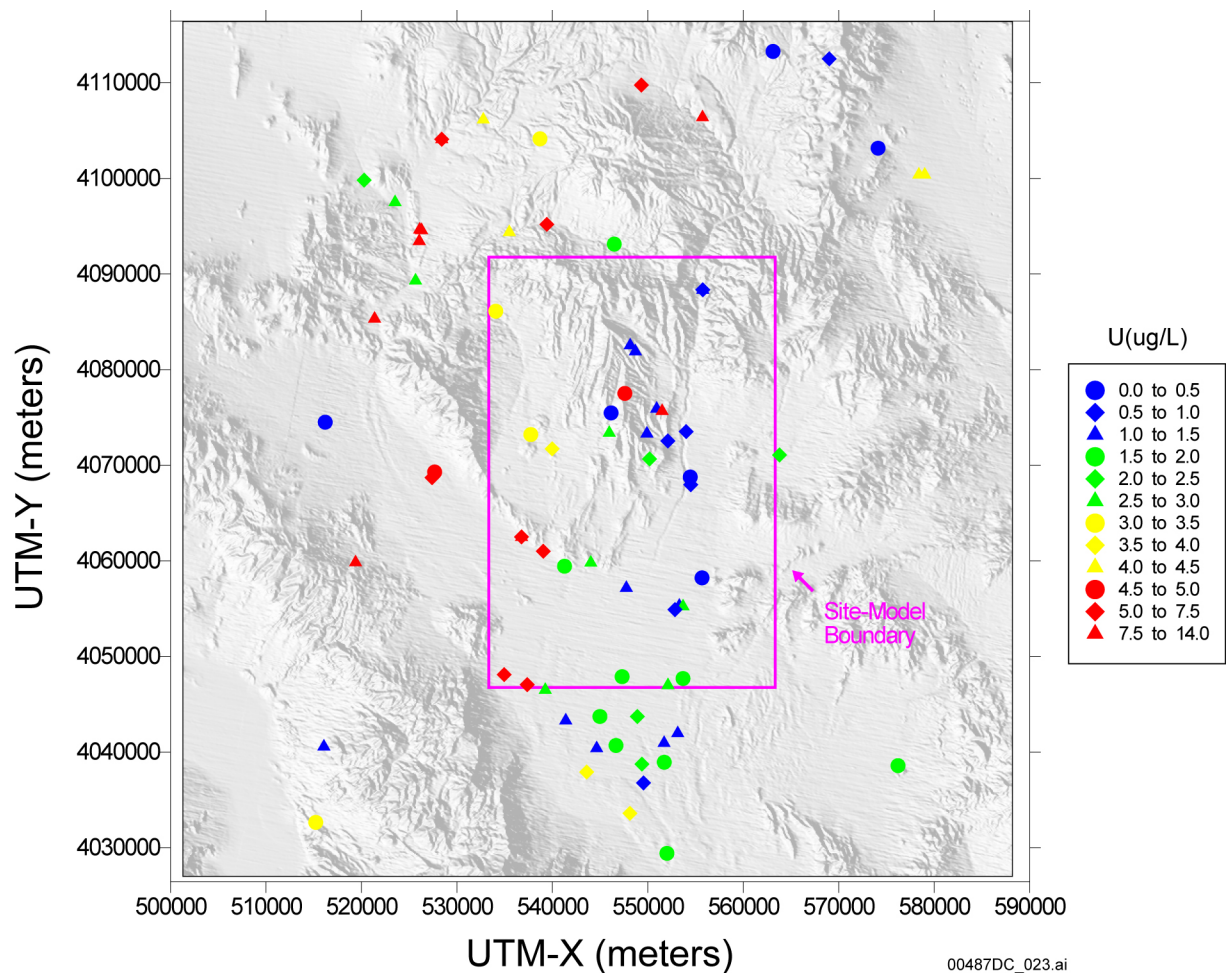 4110000
4100000
4090000
4080000
4070000
4060000
4050000
4040000
4030000
UTM-Y (meters)
500000 510000 520000 530000 540000 550000 560000 570000 580000 590000
UTM-X (meters)
Site-Model
Boundary
U(ug/L)
0.0 to 0.5
0.5 to 1.0
1.0 to 1.5
1.5 to 2.0
2.0 to 2.5
2.5 to 3.0
3.0 to 3.5
3.5 to 4.0
4.0 to 4.5
4.5 to 5.0
5.0 to 7.5
7.5 to 14.0
00487DC_023.ai